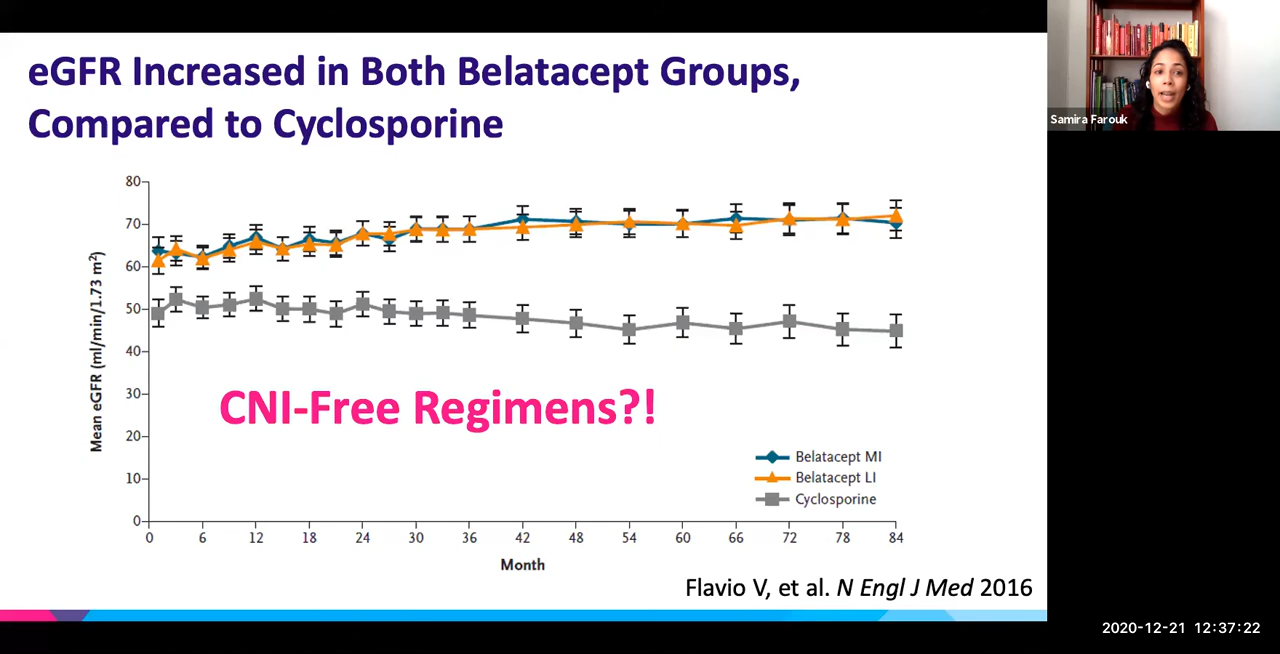 eGFR Increased in Both Belatacept Groups,
Compared to Cyclosporine
Samira Farouk
80
70
60
50
40
30
20
10
0
Mean eGFR (ml/min/1.73 m²)
CNI-Free Regimens?!
Belatacept MI
Belatacept LI
Cyclosporine
0 6 12 18 24 30 36 42 48 54 60 66 72 78 84
Month
Flavio V, et al. N Engl J Med 2016
2020-12-21 12:37:22